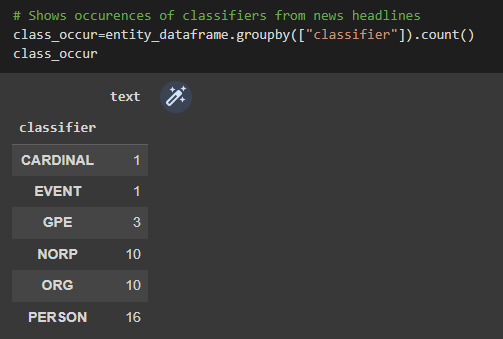 # Shows occurences of classifiers from news headlines
class_occur=entity_dataframe.groupby(["classifier"]).count()
class_occur
text
classifier
CARDINAL 1
EVENT 1
GPE 3
NORP 10
ORG 10
PERSON 16